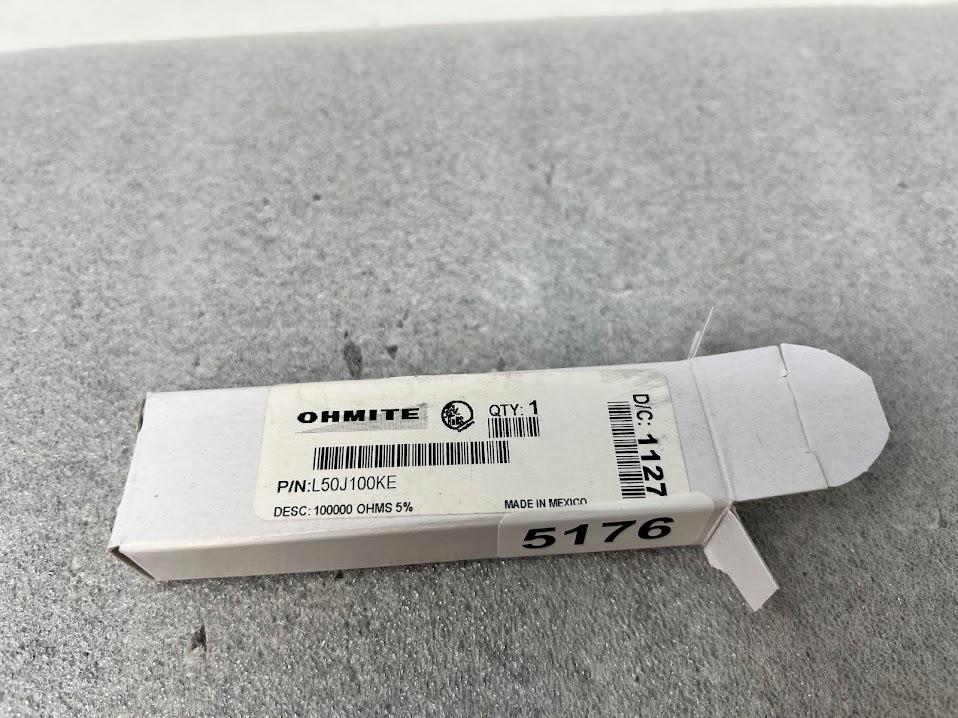 OHMITE
QTY: 1
P/N:L50J100KE
DESC: 100000 OHMS 5%
MADE IN MEXICO
D/C: 1127
5176